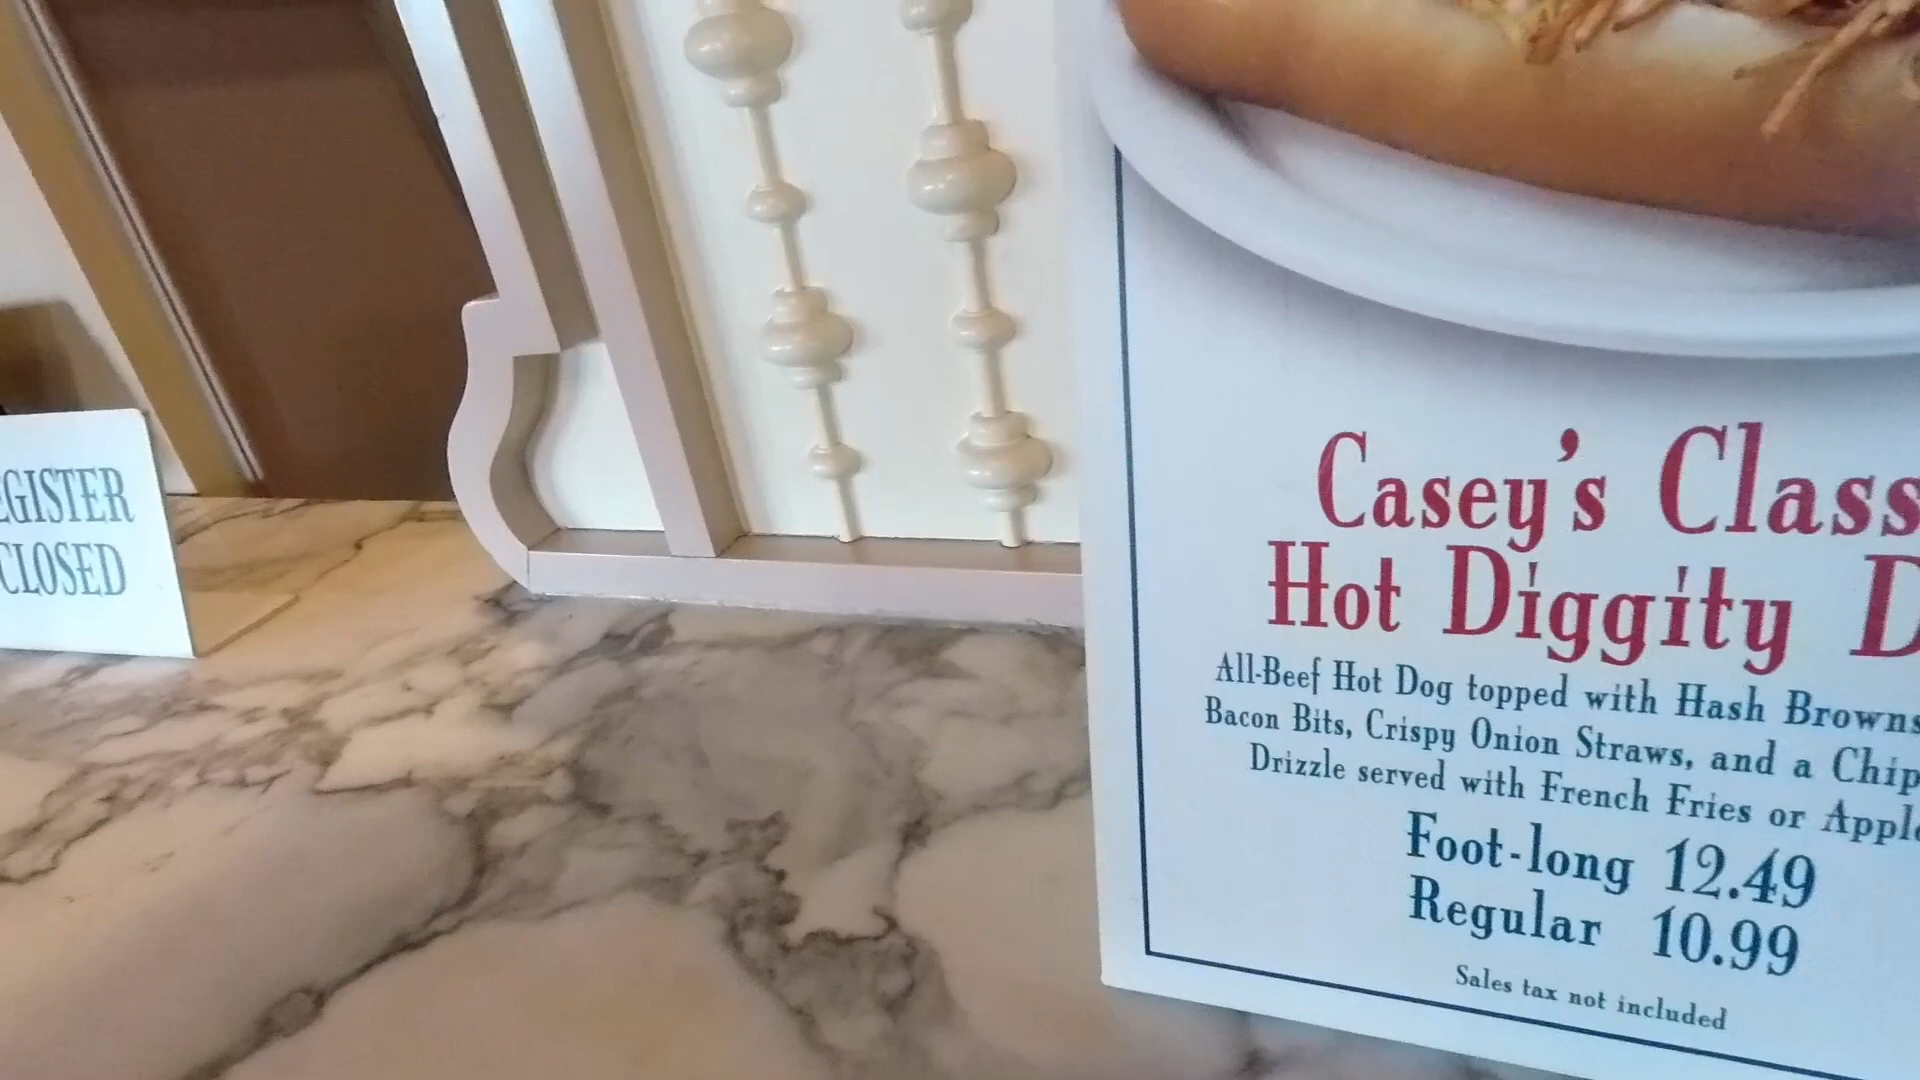 EGISTER
CLOSED
Casey's Class
Hot Diggity D
All-Beef Hot Dog topped with Hash Browns
Bacon Bits, Crispy Onion Straws, and a Chip
Drizzle served with French Fries or Apple
Foot-long 12.49
Regular 10.99
Sales tax not included